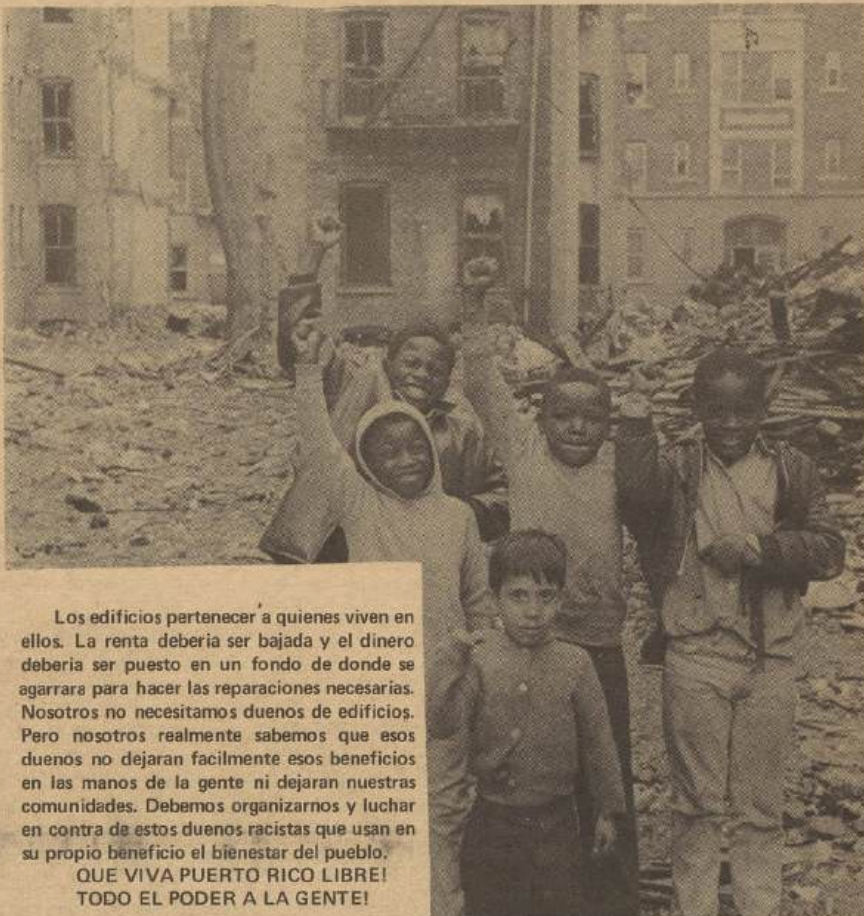 Los edificios pertenecer a quienes viven en
ellos. La renta deberia ser bajada y el dinero
deberia ser puesto en un fondo de donde se
agarrara para hacer las reparaciones necesarias.
Nosotros no necesitamos duenos de edificios.
Pero nosotros realmente sabemos que esos
duenos no dejaran facilmente esos beneficios
en las manos de la gente ni dejaran nuestras
comunidades. Debemos organizarnos y luchar
en contra de estos duenos racistas que usan en
su propio beneficio el bienestar del pueblo.
QUE VIVA PUERTO RICO LIBRE!
TODO EL PODER A LA GENTE!